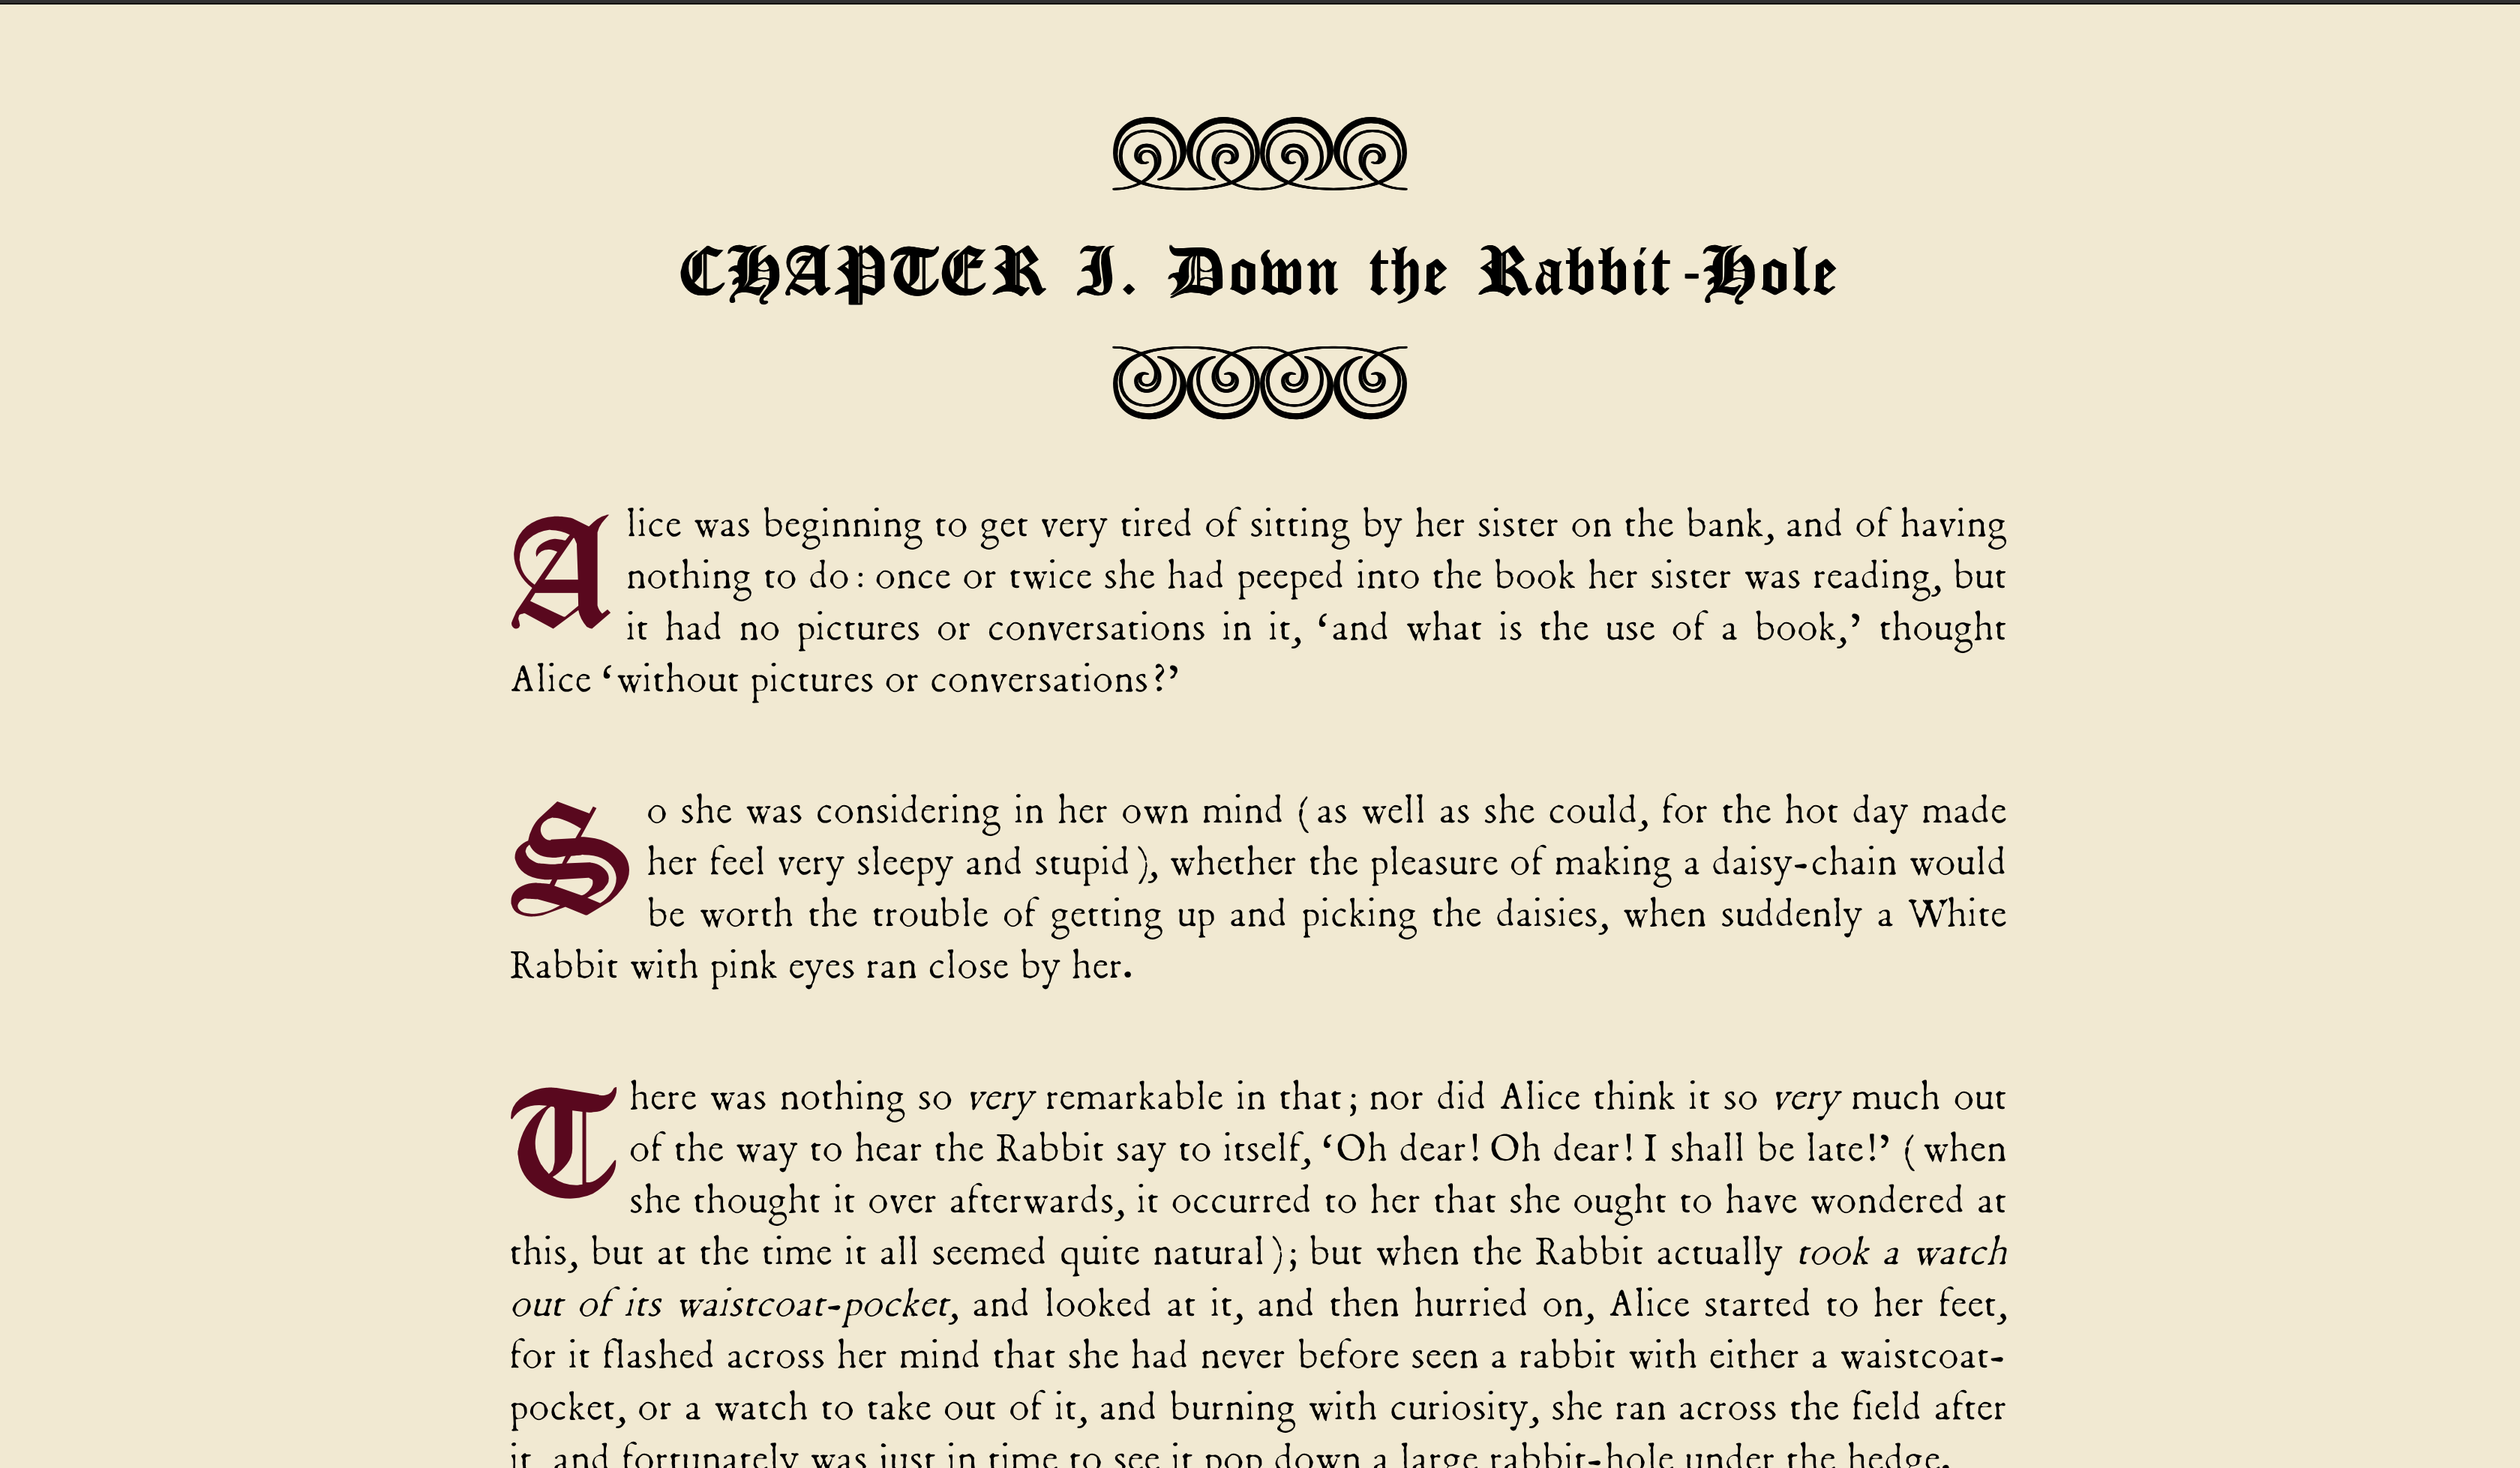 CHAPTER I. Down the Rabbit-Hole
Alice was beginning to get very tired of sitting by her sister on the bank, and of having
nothing to do: once or twice she had peeped into the book her sister was reading, but
it had no pictures or conversations in it, ‘and what is the use of a book,’ thought
Alice ‘without pictures or conversations?’
So she was considering in her own mind (as well as she could, for the hot day made
her feel very sleepy and stupid), whether the pleasure of making a daisy-chain would
be worth the trouble of getting up and picking the daisies, when suddenly a White
Rabbit with pink eyes ran close by her.
There was nothing so very remarkable in that; nor did Alice think it so very much out
of the way to hear the Rabbit say to itself, ‘Oh dear! Oh dear! I shall be late!’ (when
she thought it over afterwards, it occurred to her that she ought to have wondered at
this, but at the time it all seemed quite natural); but when the Rabbit actually took a watch
out of its waistcoat-pocket, and looked at it, and then hurried on, Alice started to her feet,
for it flashed across her mind that she had never before seen a rabbit with either a waistcoat-
pocket, or a watch to take out of it, and burning with curiosity, she ran across the field after
it, and fortunately was just in time to see it pop down a large rabbit-hole under the hedge.